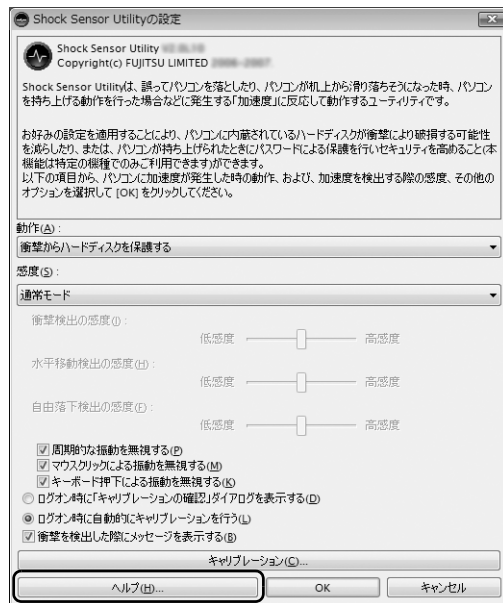 Shock Sensor Utilityの設定
Shock Sensor Utility
Copyright(c) FUJITSU LIMITED
Shock Sensor Utilityは、誤ってパソコンを落としたり、パソコンが机上から滑り落ちそうになった時、パソコン
を持ち上げる動作を行った場合などに発生する「加速度」に反応して動作するユーティリティです。
お好みの設定を適用することにより、パソコンに内蔵されているハードディスクが衝撃により破損する可能性
を減らしたり、または、パソコンが持ち上げられたときにパスワードによる保護を行いセキュリティを高めること(本
機能は特定の機種でのみご利用できます)ができます。
以下の項目から、パソコンに加速度が発生した時の動作、および、加速度を検出する際の感度、その他の
オプションを選択して [OK] をクリックしてください。
動作(A):
衝撃からハードディスクを保護する
感度(S):
通常モード
衝撃検出の感度(I):
低感度 高感度
水平移動検出の感度(H):
低感度 高感度
自由落下検出の感度(F):
低感度 高感度
周期的な振動を無視する(P)
マウスクリックによる振動を無視する(M)
キーボード押下による振動を無視する(K)
ログオン時に「キャリブレーションの確認」ダイアログを表示する(D)
ログオン時に自動的にキャリブレーションを行う(L)
衝撃を検出した際にメッセージを表示する(B)
キャリブレーション(C)...
ヘルプ(H)... OK キャンセル